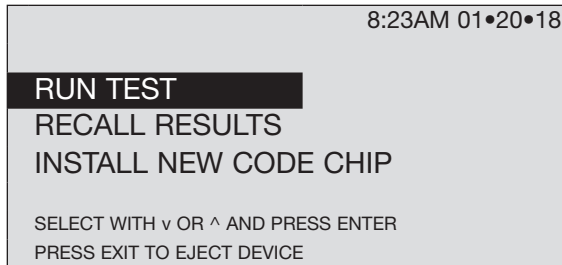 8:23AM 01•20•18
RUN TEST
RECALL RESULTS
INSTALL NEW CODE CHIP
SELECT WITH v OR ^ AND PRESS ENTER
PRESS EXIT TO EJECT DEVICE